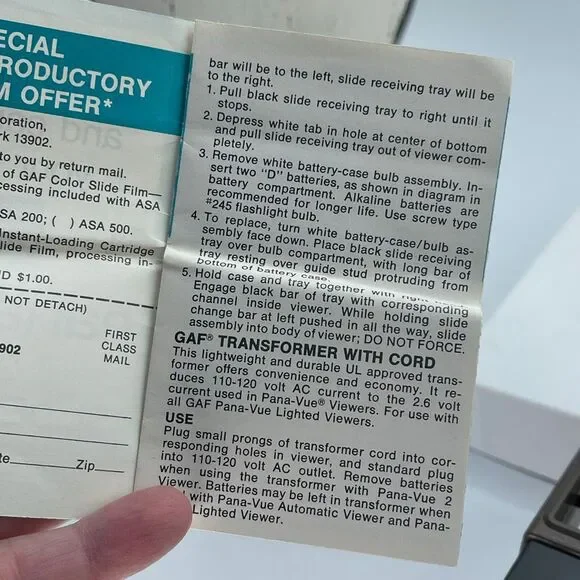 ECIAL
RODUCTORY
M OFFER*
oration,
rk 13902.
to you by return mail.
of GAF Color Slide Film—
cessing included with ASA
SA 200; ( ) ASA 500.
Instant-Loading Cartridge
lide Film, processing in-
D $1.00.
NOT DETACH)
FIRST
CLASS
MAIL
902
te
Zip
bar will be to the left, slide receiving tray will be
to the right.
1. Pull black slide receiving tray to right until it
stops.
2. Depress white tab in hole at center of bottom
and pull slide receiving tray out of viewer com-
pletely.
3. Remove white battery-case bulb assembly. In-
sert two "D" batteries, as shown in diagram in
battery compartment. Alkaline batteries are
recommended for longer life. Use screw type
#245 flashlight bulb.
4. To replace, turn white battery-case/bulb as-
sembly face down. Place black slide receiving
tray over bulb compartment, with long bar of
tray resting over guide stud protruding from
bottom of battery case.
5. Hold case and tray together with right hand.
Engage black bar of tray with corresponding
channel inside viewer. While holding slide
change bar at left pushed in all the way, slide
assembly into body of viewer; DO NOT FORCE.
GAF® TRANSFORMER WITH CORD
This lightweight and durable UL approved trans-
former offers convenience and economy. It re-
duces 110-120 volt AC current to the 2.6 volt
current used in Pana-Vue® Viewers. For use with
all GAF Pana-Vue Lighted Viewers.
USE
Plug small prongs of transformer cord into cor-
responding holes in viewer, and standard plug
into 110-120 volt AC outlet. Remove batteries
when using the transformer with Pana-Vue 2
Viewer. Batteries may be left in transformer when
with Pana-Vue Automatic Viewer and Pana-
Lighted Viewer.